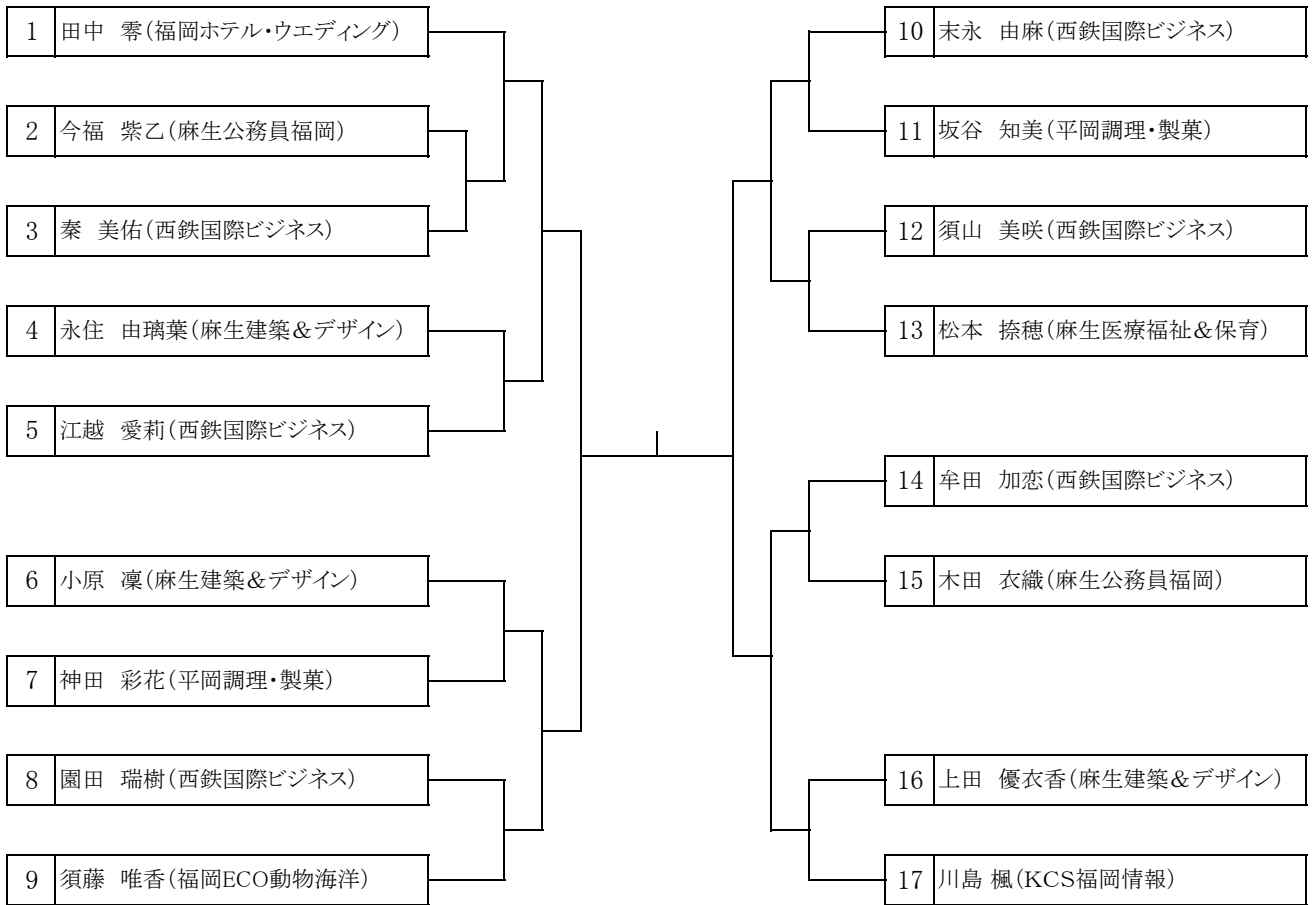 1 田中 零(福岡ホテル・ウエディング)
2 今福 紫乙(麻生公務員福岡)
3 秦 美佑(西鉄国際ビジネス)
4 永住 由璃葉(麻生建築&デザイン)
5 江越 愛莉(西鉄国際ビジネス)
6 小原 凜(麻生建築&デザイン)
7 神田 彩花(平岡調理・製菓)
8 園田 瑞樹(西鉄国際ビジネス)
9 須藤 唯香(福岡ECO動物海洋)
10 末永 由麻(西鉄国際ビジネス)
11 坂谷 知美(平岡調理・製菓)
12 須山 美咲(西鉄国際ビジネス)
13 松本 捺穂(麻生医療福祉&保育)
14 牟田 加恋(西鉄国際ビジネス)
15 木田 衣織(麻生公務員福岡)
16 上田 優衣香(麻生建築&デザイン)
17 川島 楓(KCS福岡情報)